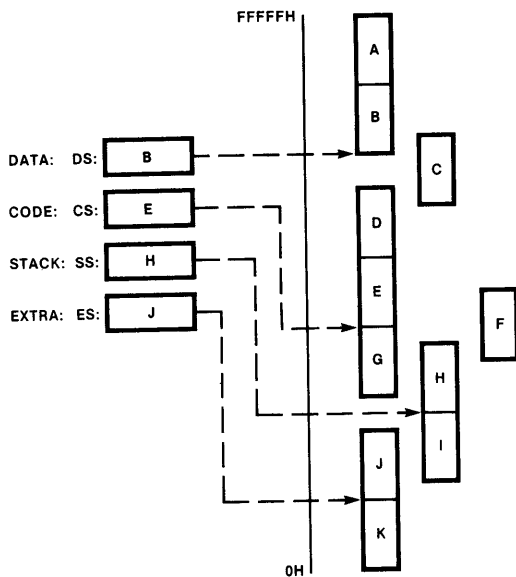 FFFFFH
A
B
DATA: DS: B
C
CODE: CS: E
D
STACK: SS: H
E
EXTRA: ES: J
F
G
H
I
J
K
0H